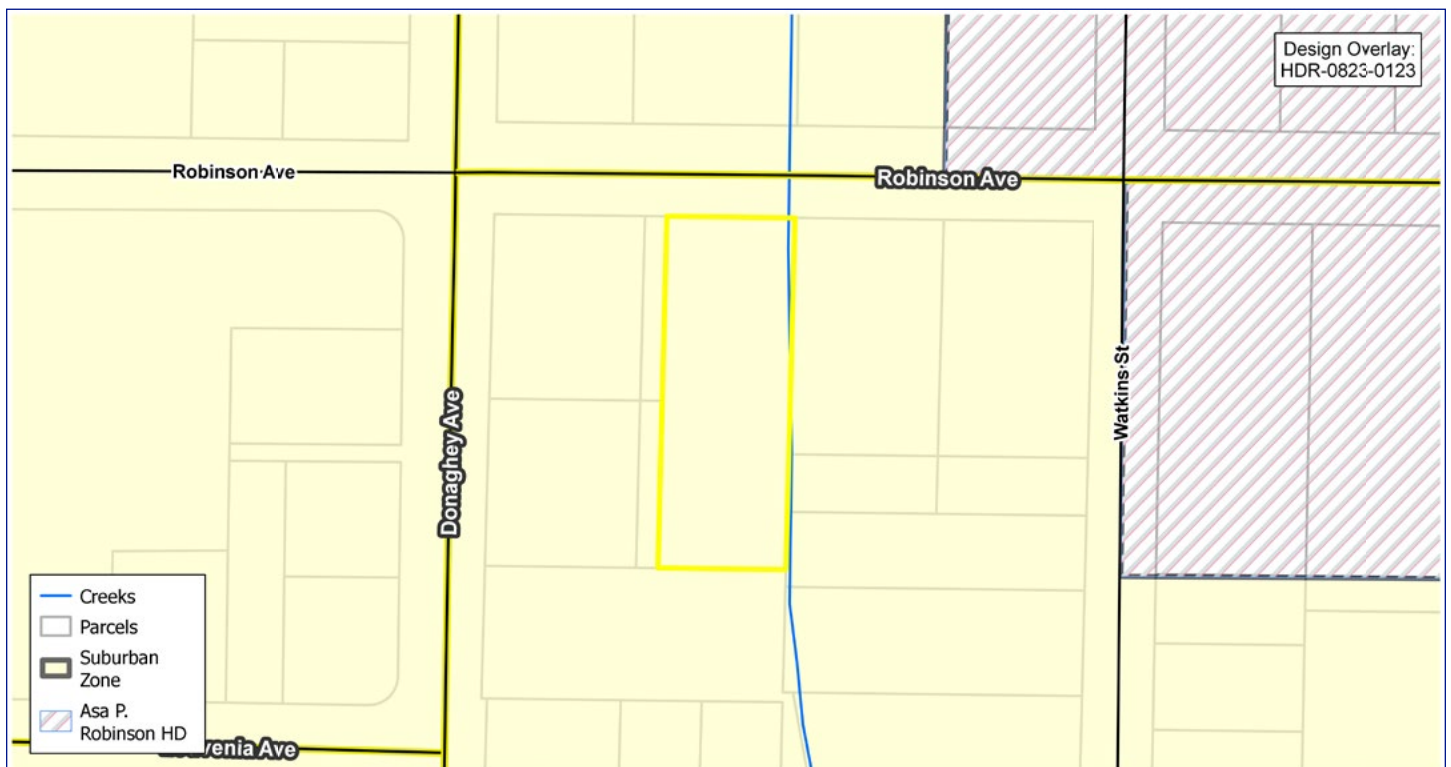 Design Overlay:
HDR-0823-0123
Robinson Ave
Robinson Ave
Watkins St
Donaghey Ave
Creeks
Parcels
Suburban
Zone
Asa P.
Robinson HD
Ave